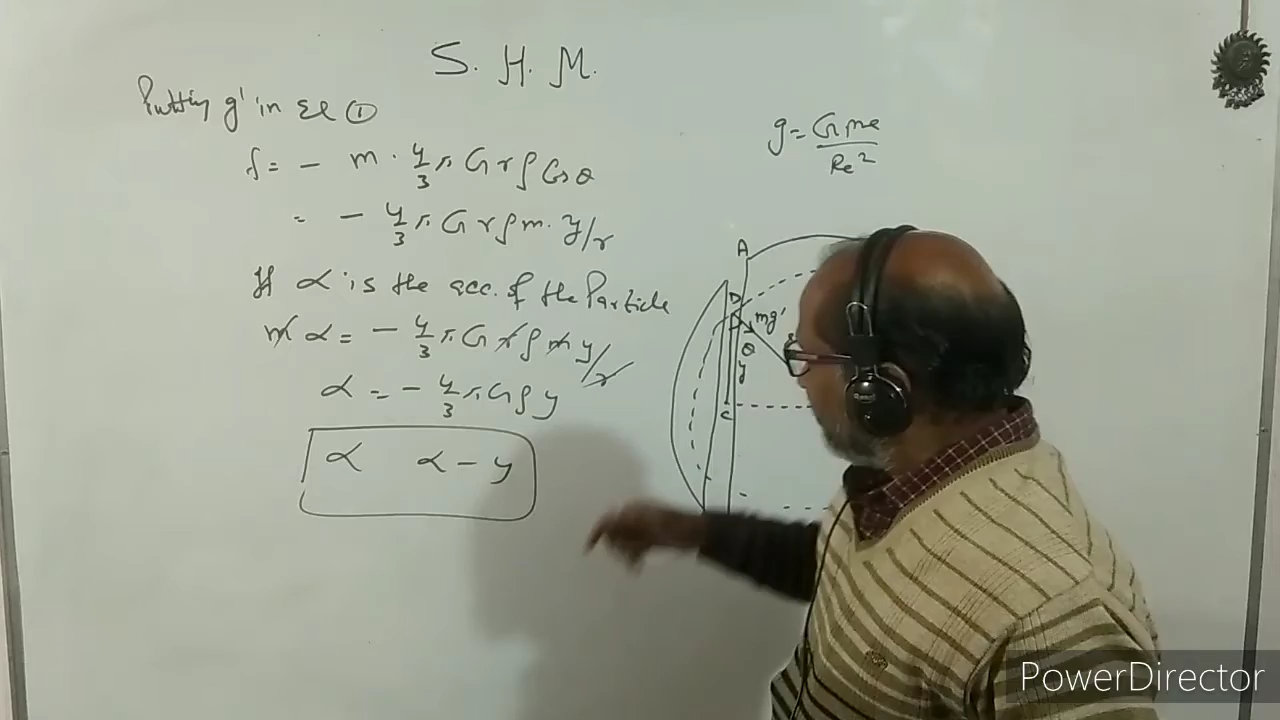 S. H. M.
Putting g' in εq ①
f = - m · 4/3 π G r ρ Cos θ
= - 4/3 π G r ρ m · y/r
If α is the acc. of the Particle
m α = - 4/3 π G r ρ m y/r
α = - 4/3 π G ρ y
α ∝ - y
g = G me / Re²
A
D
mg'
θ
y
C
PowerDirector